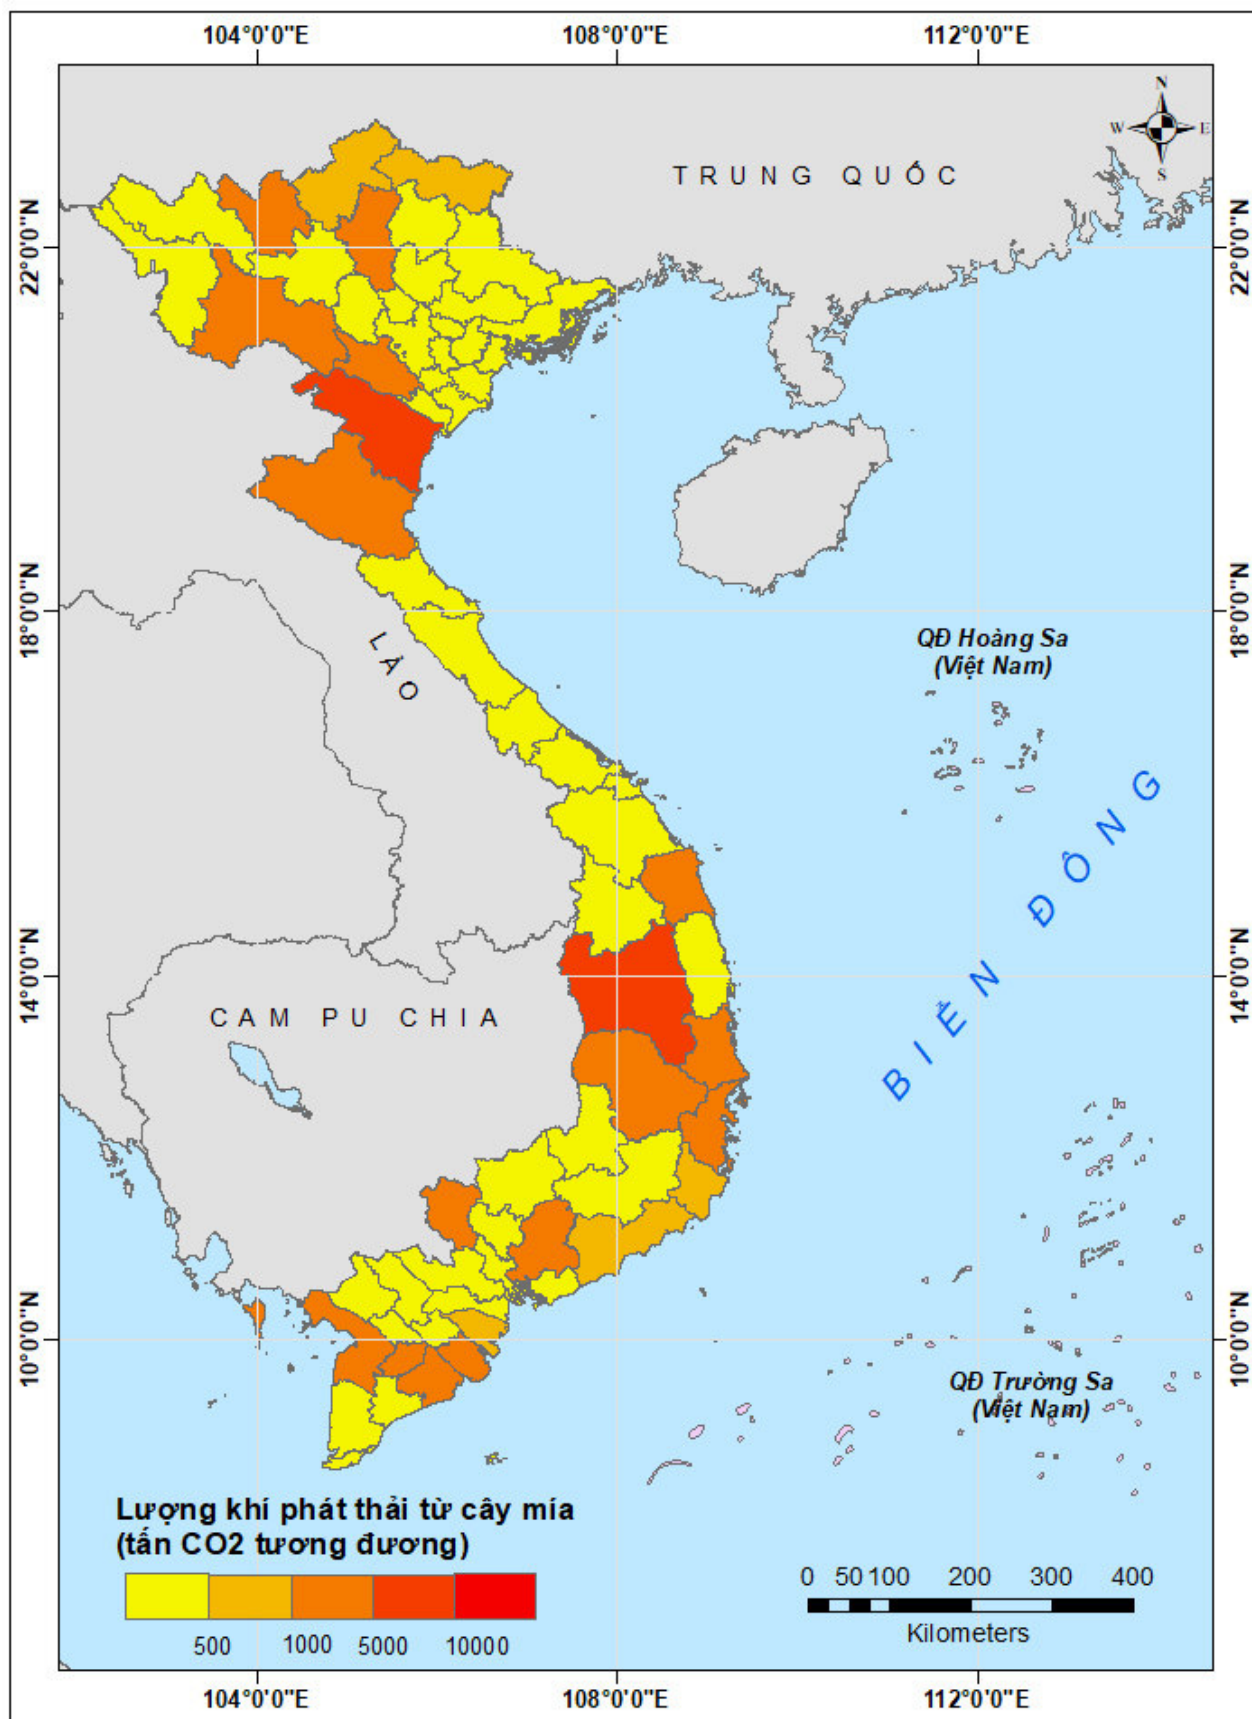 104°0'0"E 108°0'0"E 112°0'0"E
N
W E
S
TRUNG QUỐC
22°0'0"N 22°0'0"N
18°0'0"N 18°0'0"N
LÀO
QĐ Hoàng Sa
(Việt Nam)
BIỂN ĐÔNG
14°0'0"N 14°0'0"N
CAM PU CHIA
10°0'0"N 10°0'0"N
QĐ Trường Sa
(Việt Nam)
Lượng khí phát thải từ cây mía
(tấn CO2 tương đương)
500 1000 5000 10000
0 50 100 200 300 400
Kilometers
104°0'0"E 108°0'0"E 112°0'0"E